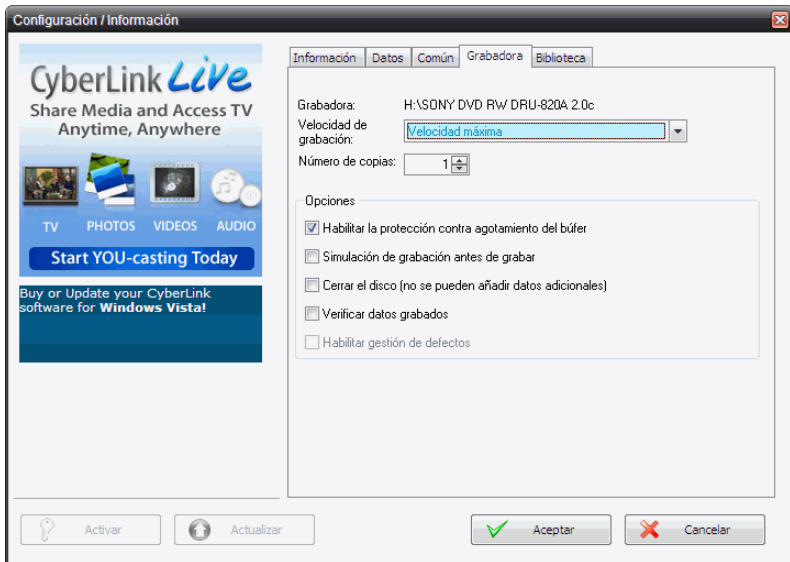 Configuración / Información
CyberLink Live
Share Media and Access TV
Anytime, Anywhere
TV PHOTOS VIDEOS AUDIO
Start YOU-casting Today
Buy or Update your CyberLink
software for Windows Vista!
Información Datos Común Grabadora Biblioteca
Grabadora: H:\SONY DVD RW DRU-820A 2.0c
Velocidad de
grabación: Velocidad máxima
Número de copias: 1
Opciones
Habilitar la protección contra agotamiento del búfer
Simulación de grabación antes de grabar
Cerrar el disco (no se pueden añadir datos adicionales)
Verificar datos grabados
Habilitar gestión de defectos
Activar Actualizar Aceptar Cancelar